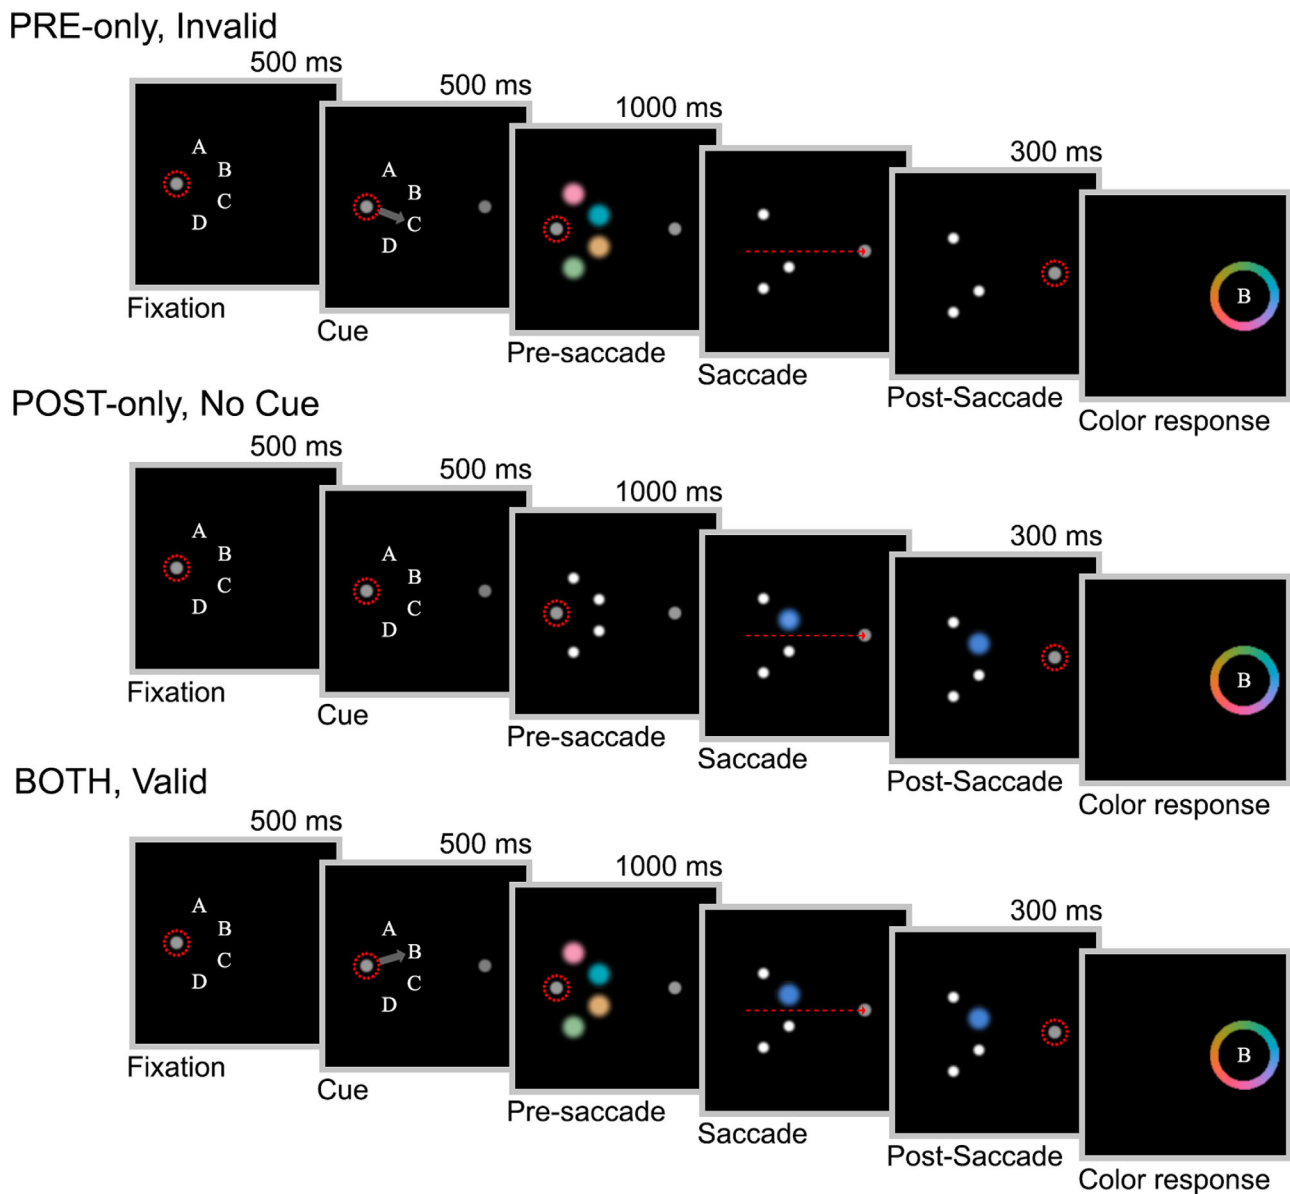 PRE-only, Invalid
500 ms
500 ms
1000 ms
300 ms
A
B
C
D
A
B
C
D
B
Fixation
Cue
Pre-saccade
Saccade
Post-Saccade
Color response
POST-only, No Cue
500 ms
500 ms
1000 ms
300 ms
A
B
C
D
A
B
C
D
B
Fixation
Cue
Pre-saccade
Saccade
Post-Saccade
Color response
BOTH, Valid
500 ms
500 ms
1000 ms
300 ms
A
B
C
D
A
B
C
D
B
Fixation
Cue
Pre-saccade
Saccade
Post-Saccade
Color response